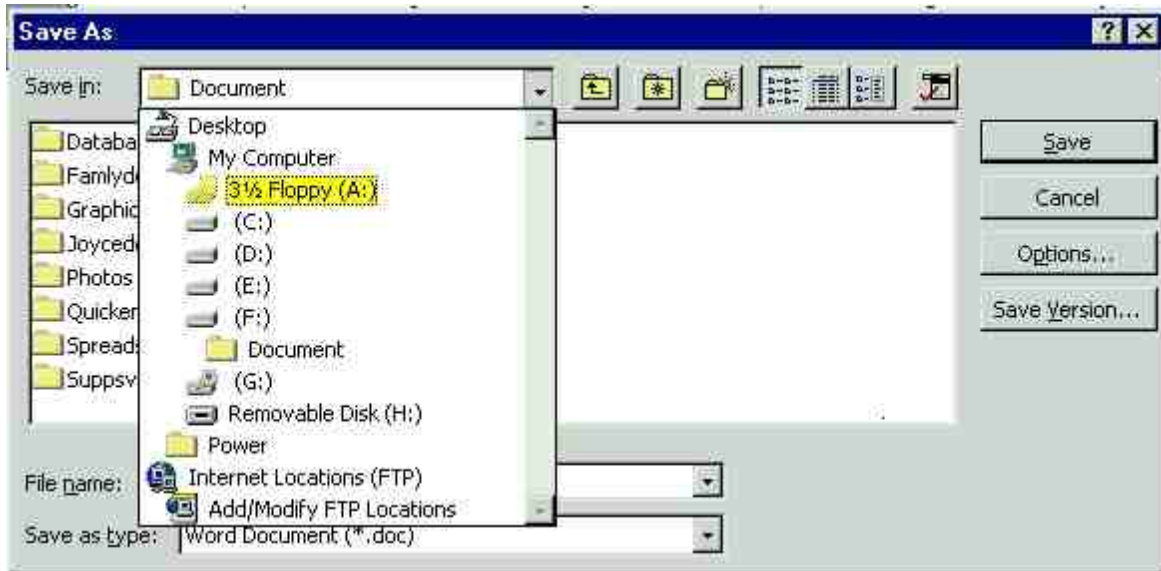 Save As
Save in: Document
Desktop
Databa My Computer
Famlyd 3½ Floppy (A:)
Graphic (C:)
Joyced (D:)
Photos (E:)
Quicken (F:)
Spreads Document
Suppsv (G:)
Removable Disk (H:)
Power
Internet Locations (FTP)
Add/Modify FTP Locations
Save
Cancel
Options...
Save Version...
File name:
Save as type: Word Document (*.doc)